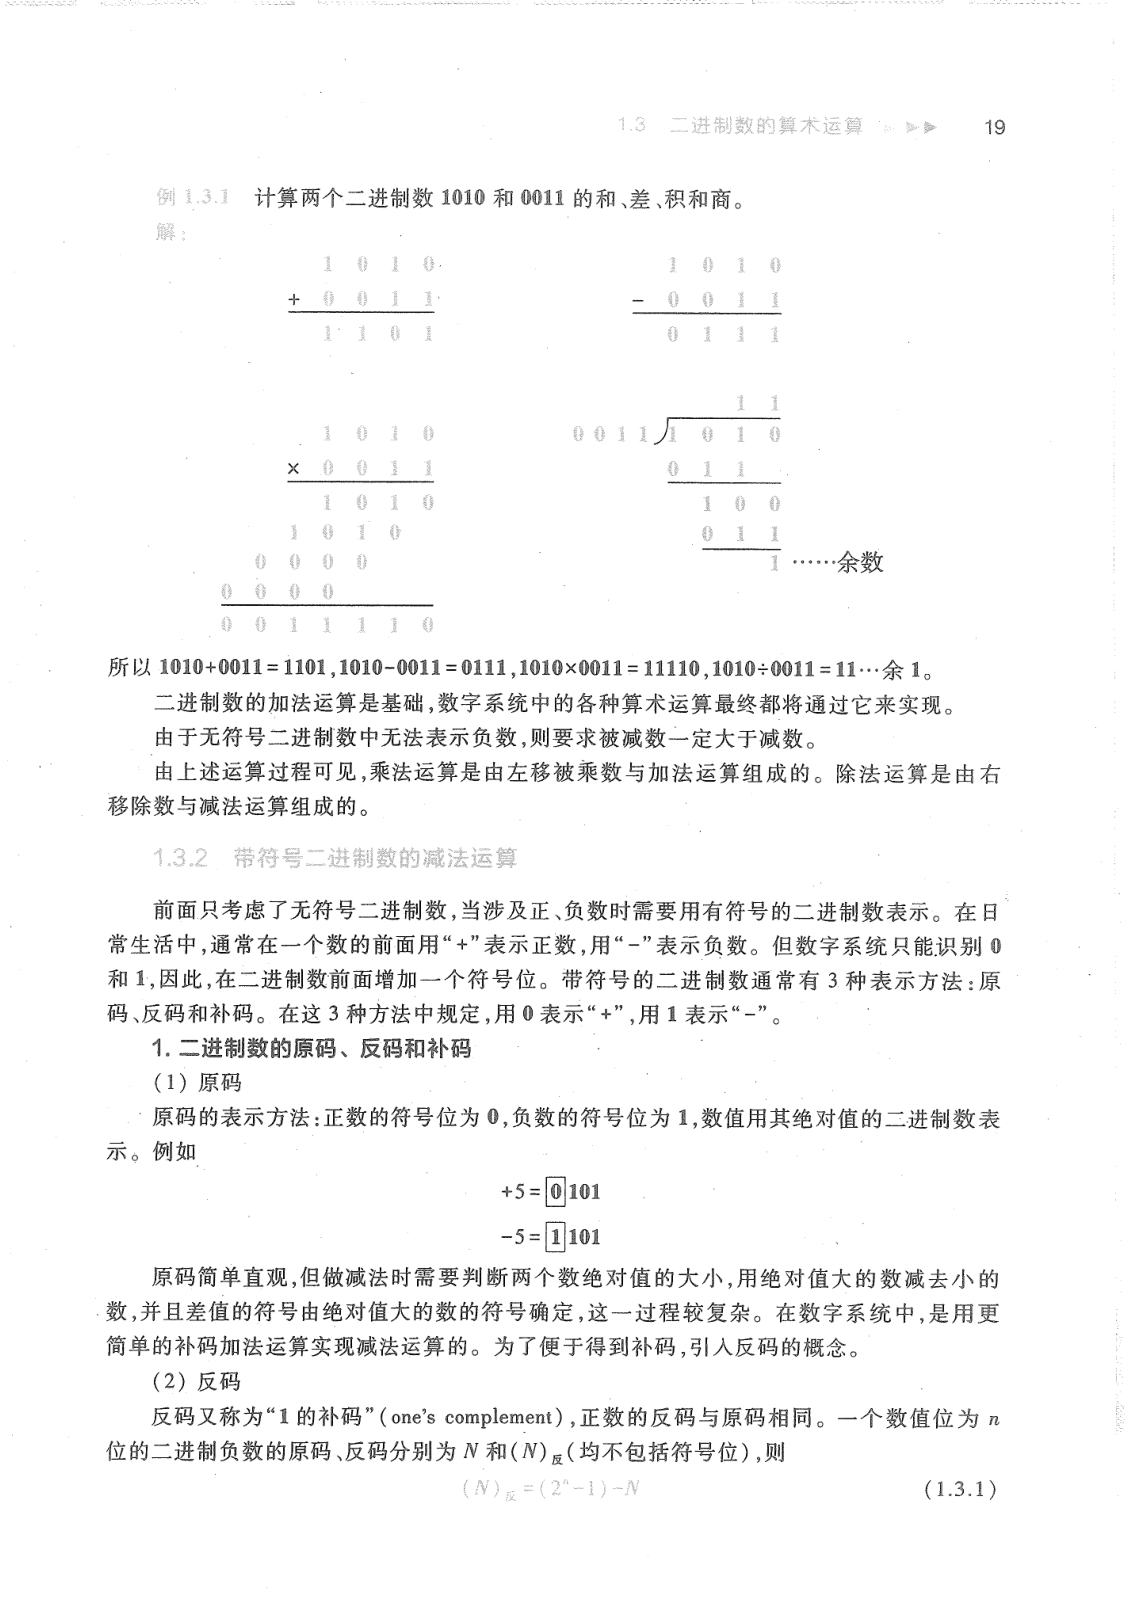 1.3 二进制数的算术运算 19
例 1.3.1 计算两个二进制数 1010 和 0011 的和、差、积和商。
解：
1 0 1 0
+ 0 0 1 1
1 1 0 1
1 0 1 0
- 0 0 1 1
0 1 1 1
1 0 1 0
× 0 0 1 1
1 0 1 0
1 0 1 0
0 0 0 0
0 0 0 0
0 0 1 1 1 1 0
1 1
0 0 1 1 1 0 1 0
0 1 1
1 0 0
0 1 1
1 ……余数
所以 1010+0011=1101,1010-0011=0111,1010×0011=11110,1010÷0011=11…余 1。
二进制数的加法运算是基础,数字系统中的各种算术运算最终都将通过它来实现。
由于无符号二进制数中无法表示负数,则要求被减数一定大于减数。
由上述运算过程可见,乘法运算是由左移被乘数与加法运算组成的。除法运算是由右
移除数与减法运算组成的。
1.3.2 带符号二进制数的减法运算
前面只考虑了无符号二进制数,当涉及正、负数时需要用有符号的二进制数表示。在日
常生活中,通常在一个数的前面用“+”表示正数,用“-”表示负数。但数字系统只能识别 0
和 1,因此,在二进制数前面增加一个符号位。带符号的二进制数通常有 3 种表示方法:原
码、反码和补码。在这 3 种方法中规定,用 0 表示“+”,用 1 表示“-”。
1. 二进制数的原码、反码和补码
(1) 原码
原码的表示方法:正数的符号位为 0,负数的符号位为 1,数值用其绝对值的二进制数表
示。例如
+5=0101
-5=1101
原码简单直观,但做减法时需要判断两个数绝对值的大小,用绝对值大的数减去小的
数,并且差值的符号由绝对值大的数的符号确定,这一过程较复杂。在数字系统中,是用更
简单的补码加法运算实现减法运算的。为了便于得到补码,引入反码的概念。
(2) 反码
反码又称为“1 的补码”(one's complement),正数的反码与原码相同。一个数值位为 n
位的二进制负数的原码、反码分别为 N 和(N)反(均不包括符号位),则
(N)反=(2ⁿ-1)-N (1.3.1)